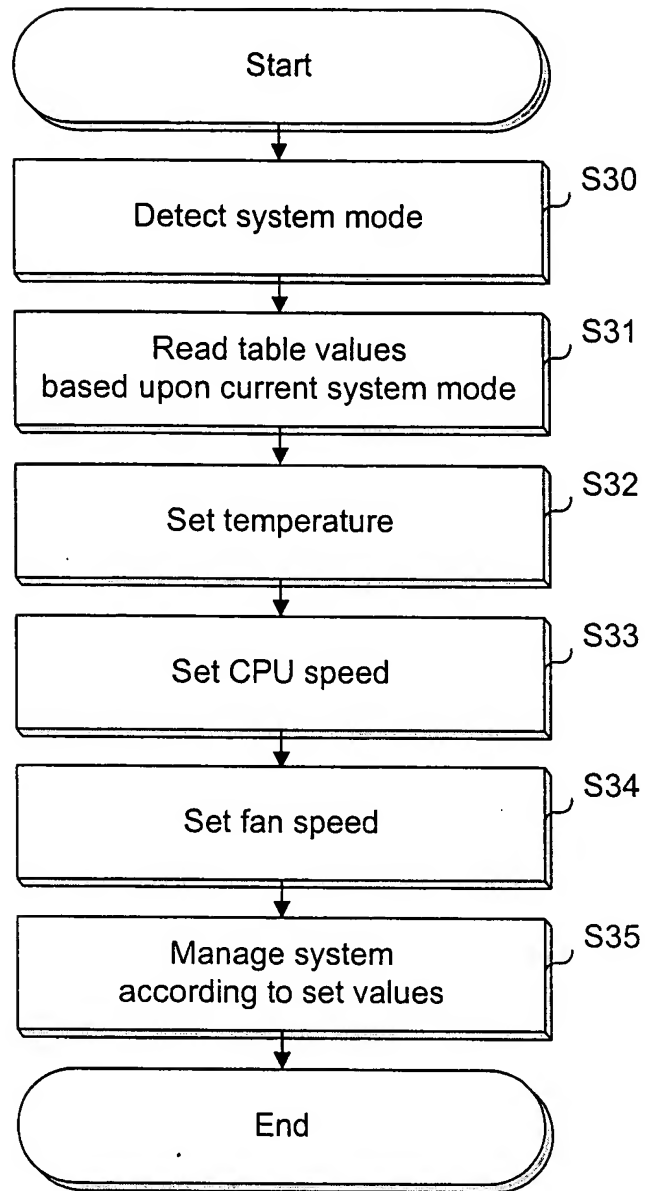 Start
S30
Detect system mode
S31
Read table values
based upon current system mode
S32
Set temperature
S33
Set CPU speed
S34
Set fan speed
S35
Manage system
according to set values
End